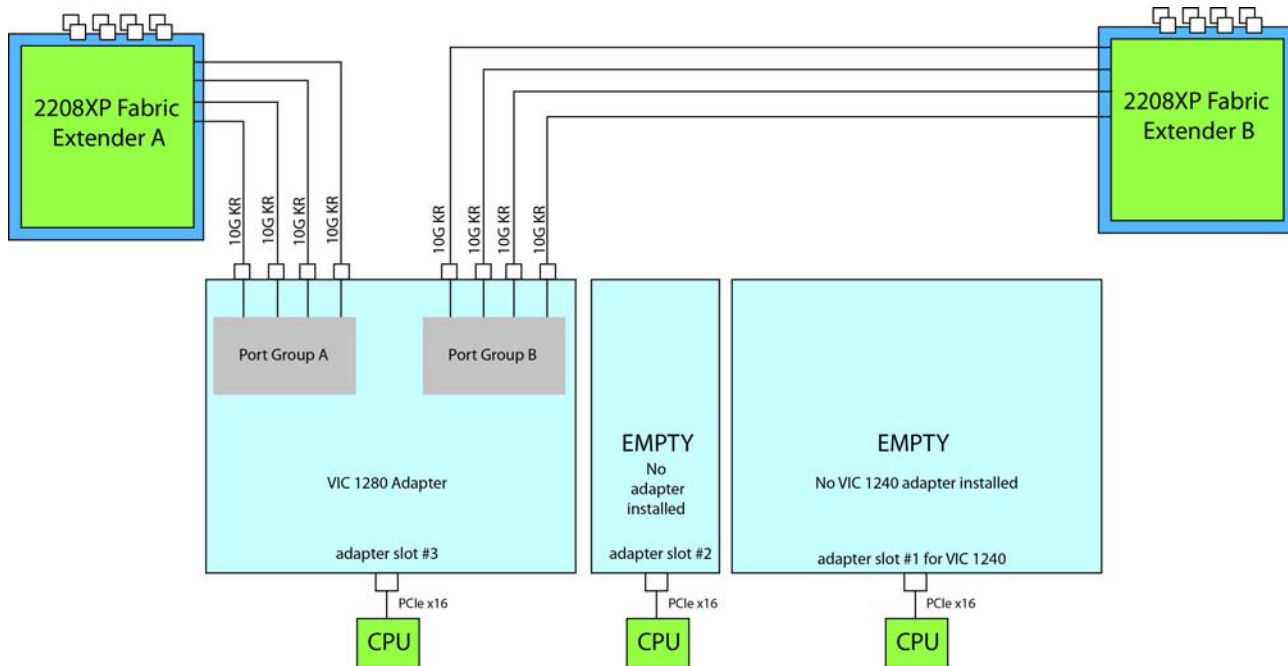 2208XP Fabric
Extender A
2208XP Fabric
Extender B
10G KR
10G KR
10G KR
10G KR
10G KR
10G KR
10G KR
10G KR
Port Group A
Port Group B
VIC 1280 Adapter
adapter slot #3
EMPTY
No
adapter
installed
adapter slot #2
EMPTY
No VIC 1240 adapter installed
adapter slot #1 for VIC 1240
PCIe x16
PCIe x16
PCIe x16
CPU
CPU
CPU